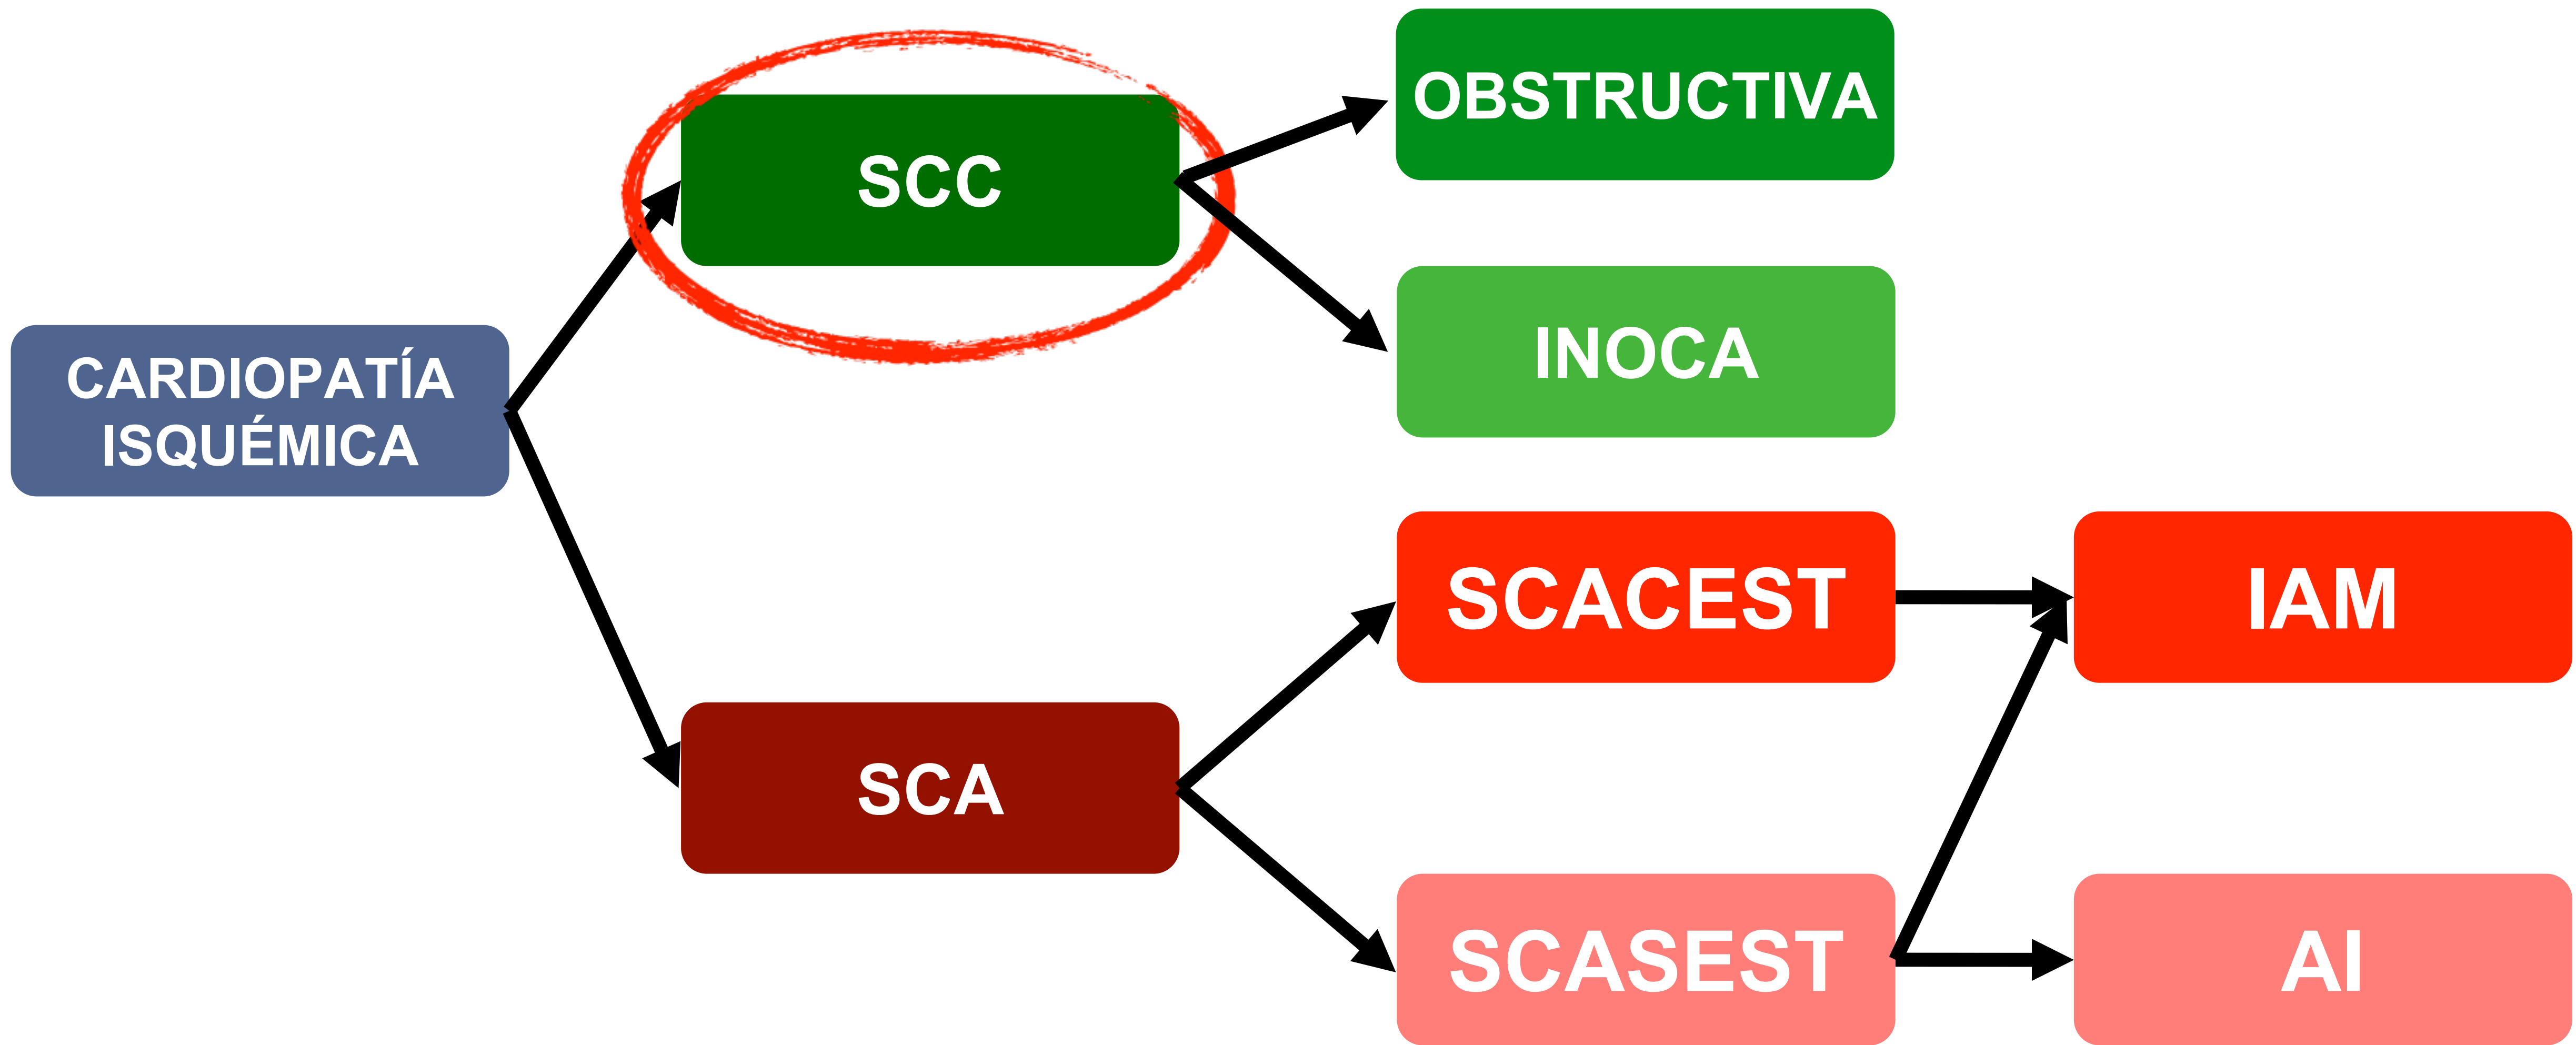 OBSTRUCTIVA
SCC
INOCA
CARDIOPATÍA
ISQUÉMICA
SCACEST
IAM
SCA
SCASEST
AI